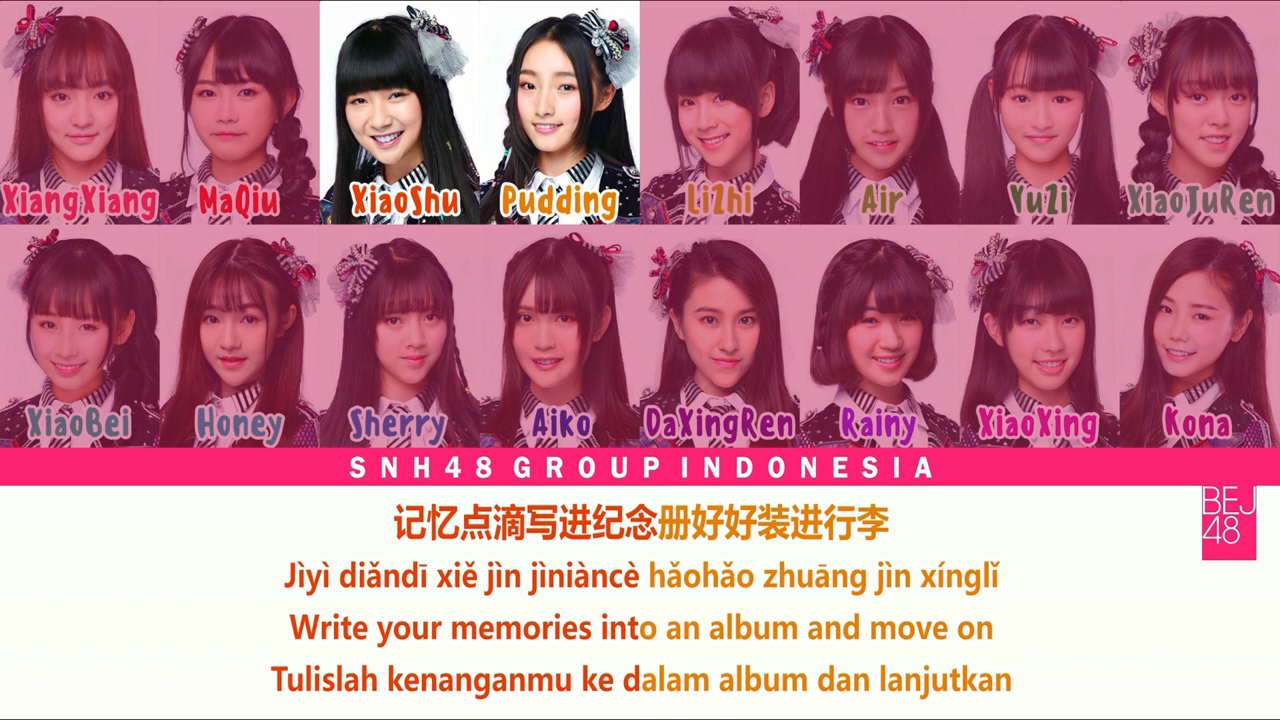 XiangXiang MaQiu XiaoShu Pudding LiZhi Air YuZi XiaoJuRen
XiaoBei Honey Sherry Aiko DaXingRen Rainy XiaoXing Kona
SNH48 GROUP INDONESIA
BEJ
48
记忆点滴写进纪念册好好装进行李
Jìyì diǎndī xiě jìn jìniàncè hǎohǎo zhuāng jìn xínglǐ
Write your memories into an album and move on
Tulislah kenanganmu ke dalam album dan lanjutkan